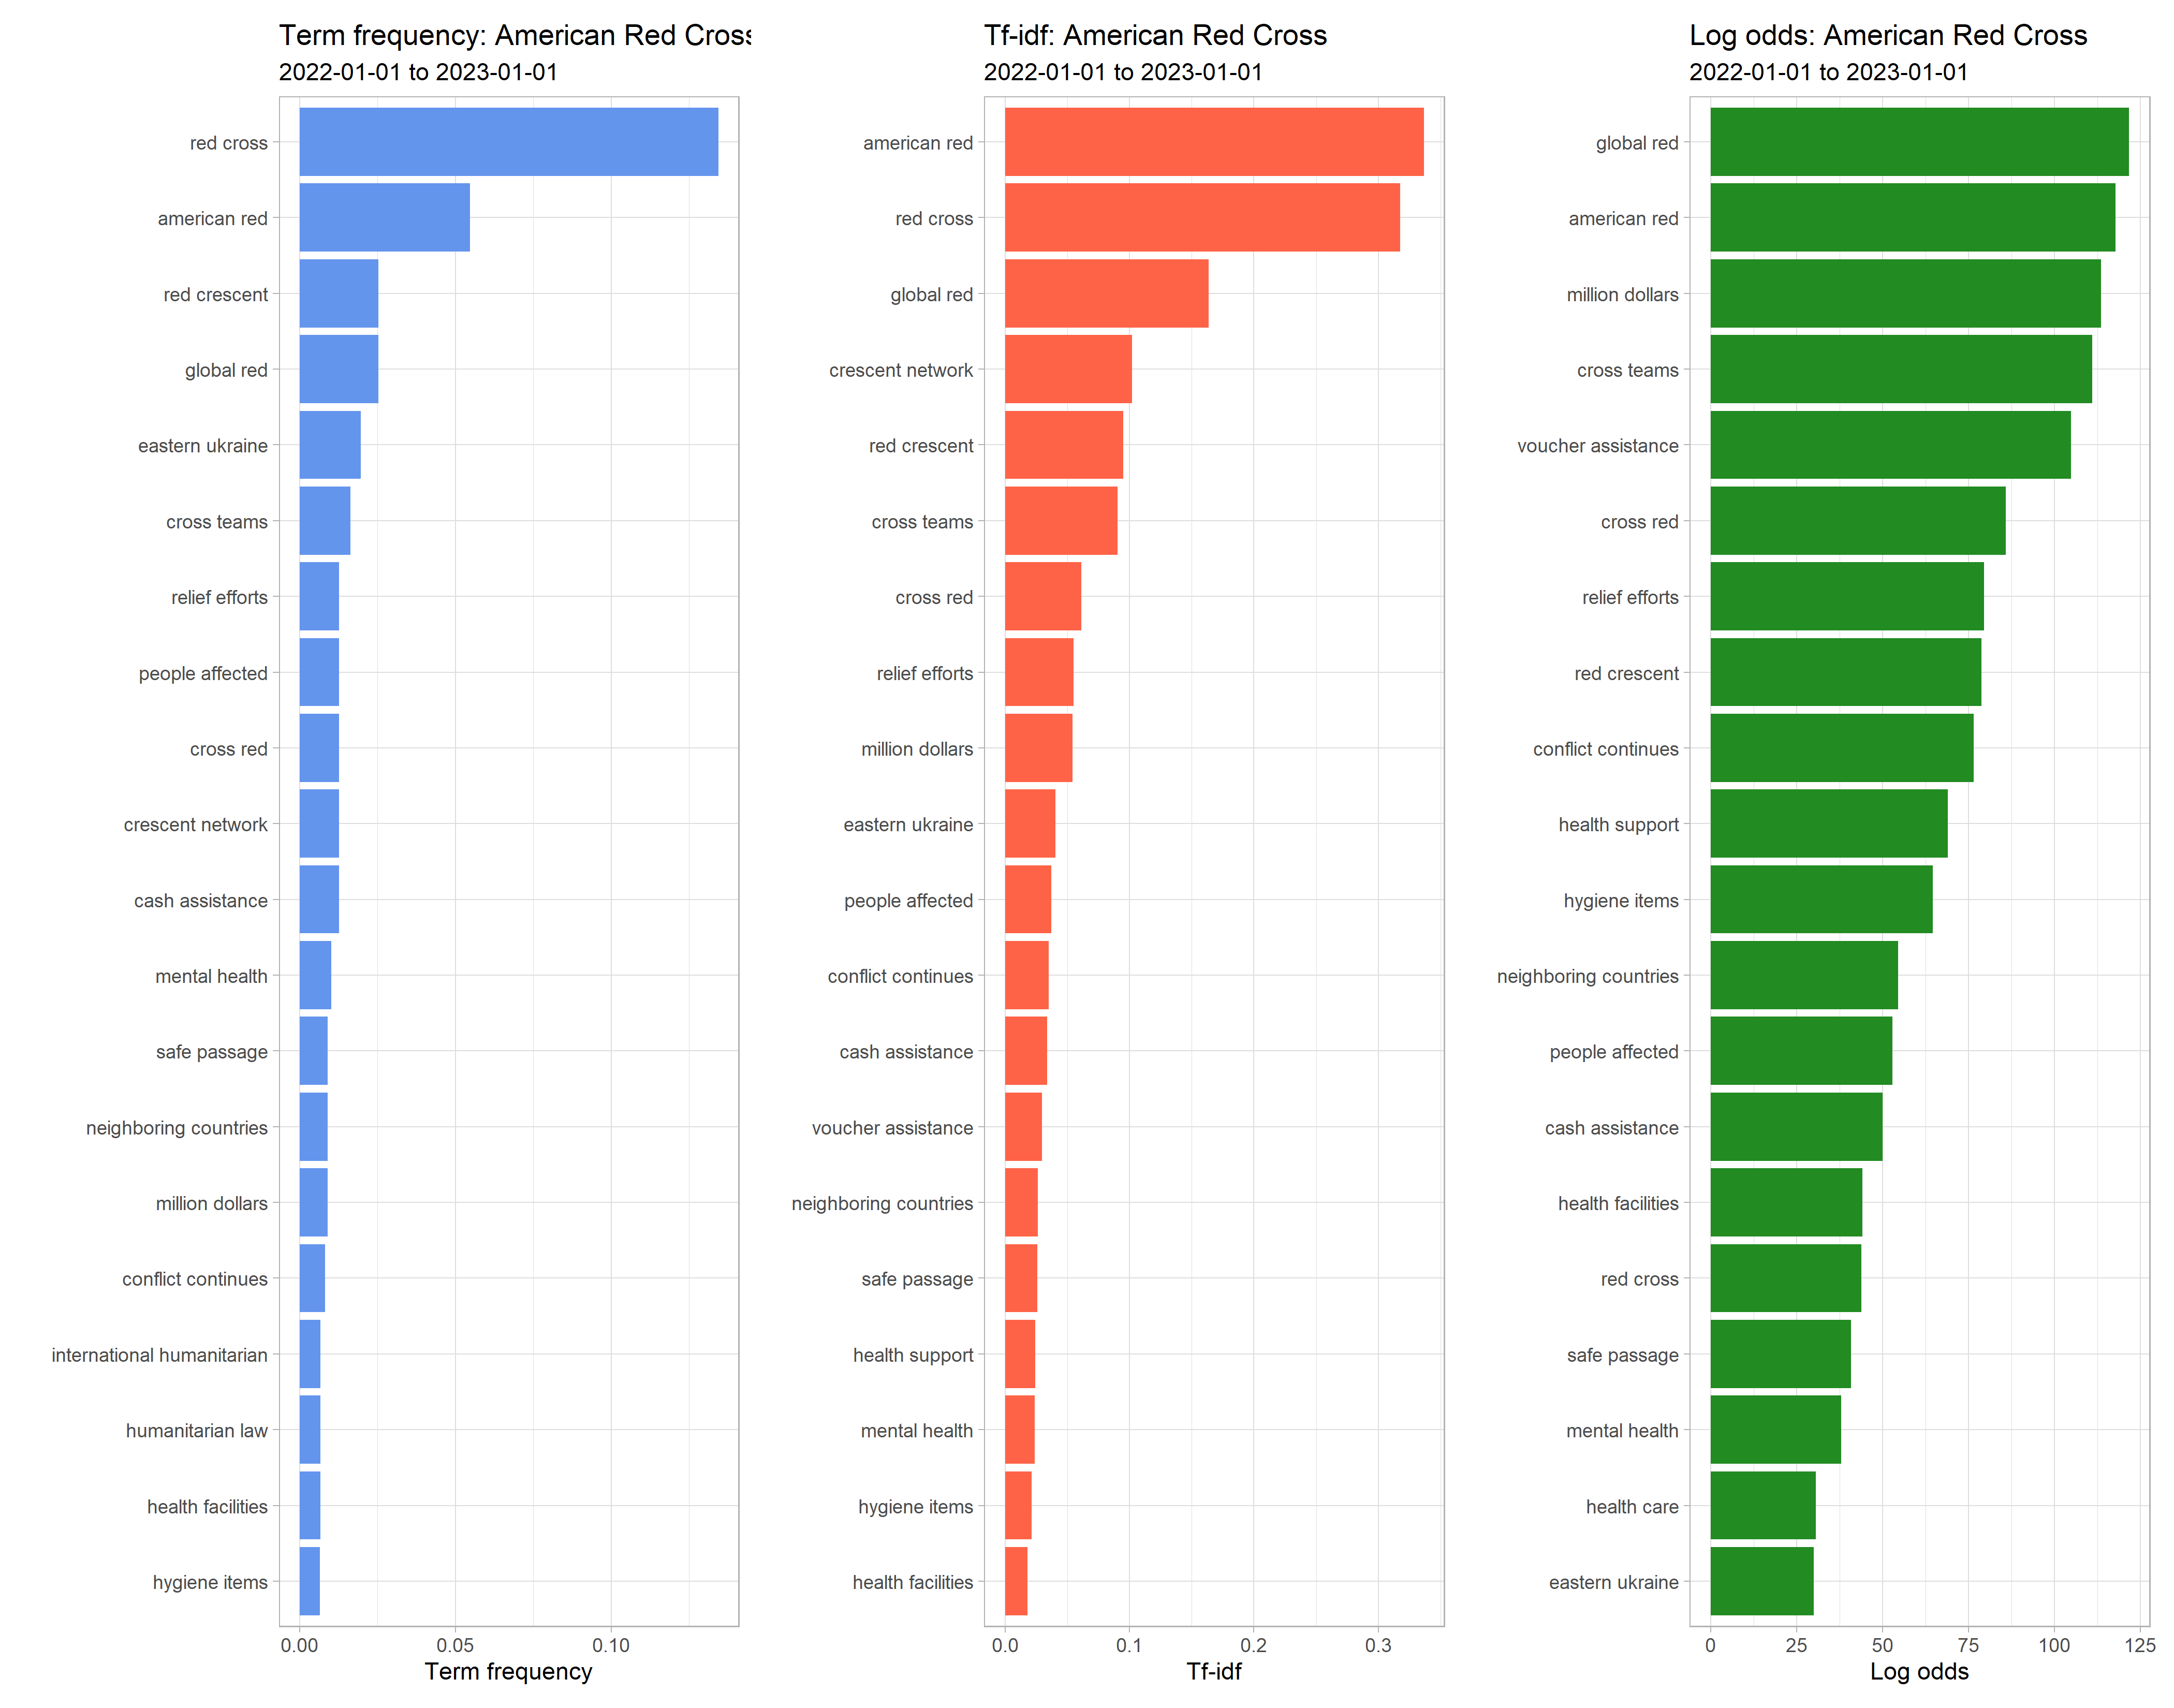 Term frequency: American Red Cross
2022-01-01 to 2023-01-01
red cross
american red
red crescent
global red
eastern ukraine
cross teams
relief efforts
people affected
cross red
crescent network
cash assistance
mental health
safe passage
neighboring countries
million dollars
conflict continues
international humanitarian
humanitarian law
health facilities
hygiene items
0.00 0.05 0.10
Term frequency
Tf-idf: American Red Cross
2022-01-01 to 2023-01-01
american red
red cross
global red
crescent network
red crescent
cross teams
cross red
relief efforts
million dollars
eastern ukraine
people affected
conflict continues
cash assistance
voucher assistance
neighboring countries
safe passage
health support
mental health
hygiene items
health facilities
0.0 0.1 0.2 0.3
Tf-idf
Log odds: American Red Cross
2022-01-01 to 2023-01-01
global red
american red
million dollars
cross teams
voucher assistance
cross red
relief efforts
red crescent
conflict continues
health support
hygiene items
neighboring countries
people affected
cash assistance
health facilities
red cross
safe passage
mental health
health care
eastern ukraine
0 25 50 75 100 125
Log odds